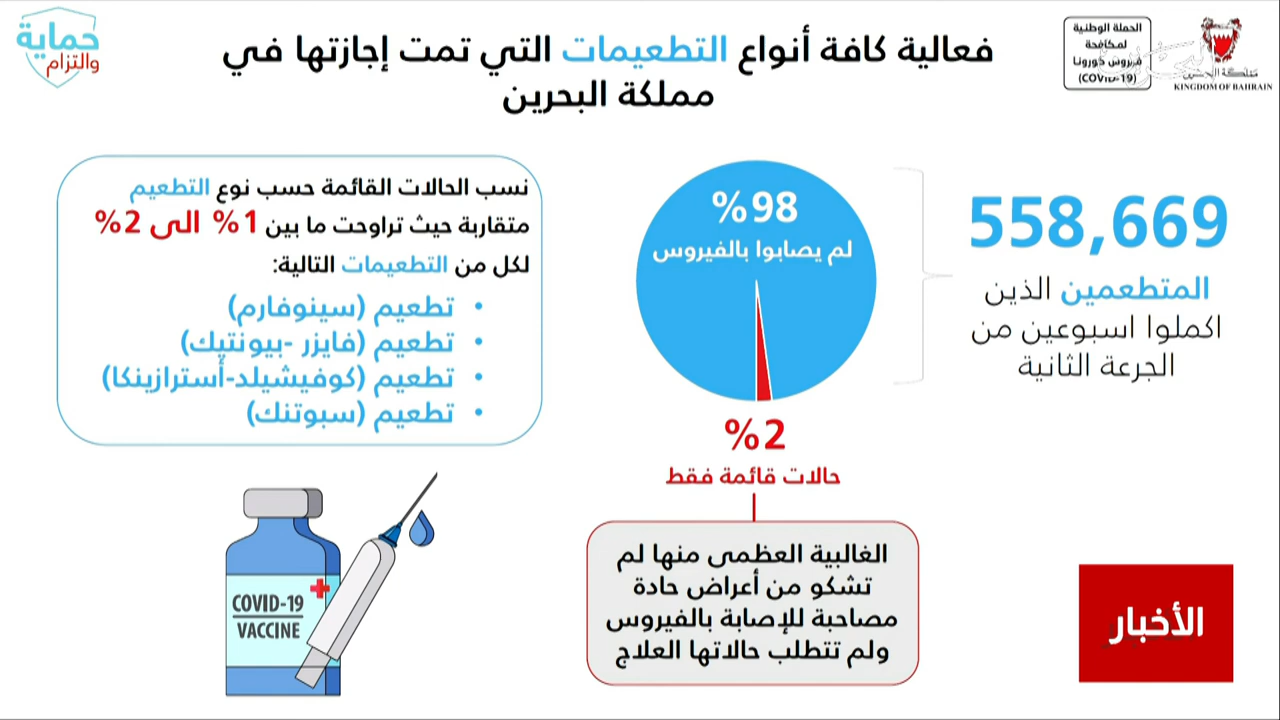 حماية
والتزام
فعالية كافة أنواع التطعيمات التي تمت إجازتها في
مملكة البحرين
الحملة الوطنية
لمكافحة
فيروس كورونا
(COVID-19)
مملكة البحرين
KINGDOM OF BAHRAIN
558,669
المتطعمين الذين
اكملوا اسبوعين من
الجرعة الثانية
%98
لم يصابوا بالفيروس
%2
حالات قائمة فقط
الغالبية العظمى منها لم
تشكو من أعراض حادة
مصاحبة للإصابة بالفيروس
ولم تتطلب حالاتها العلاج
نسب الحالات القائمة حسب نوع التطعيم
متقاربة حيث تراوحت ما بين 1% الى 2%
لكل من التطعيمات التالية:
• تطعيم (سينوفارم)
• تطعيم (فايزر -بيونتيك)
• تطعيم (كوفيشيلد-أسترازينكا)
• تطعيم (سبوتنك)
COVID-19
VACCINE
الأخبار